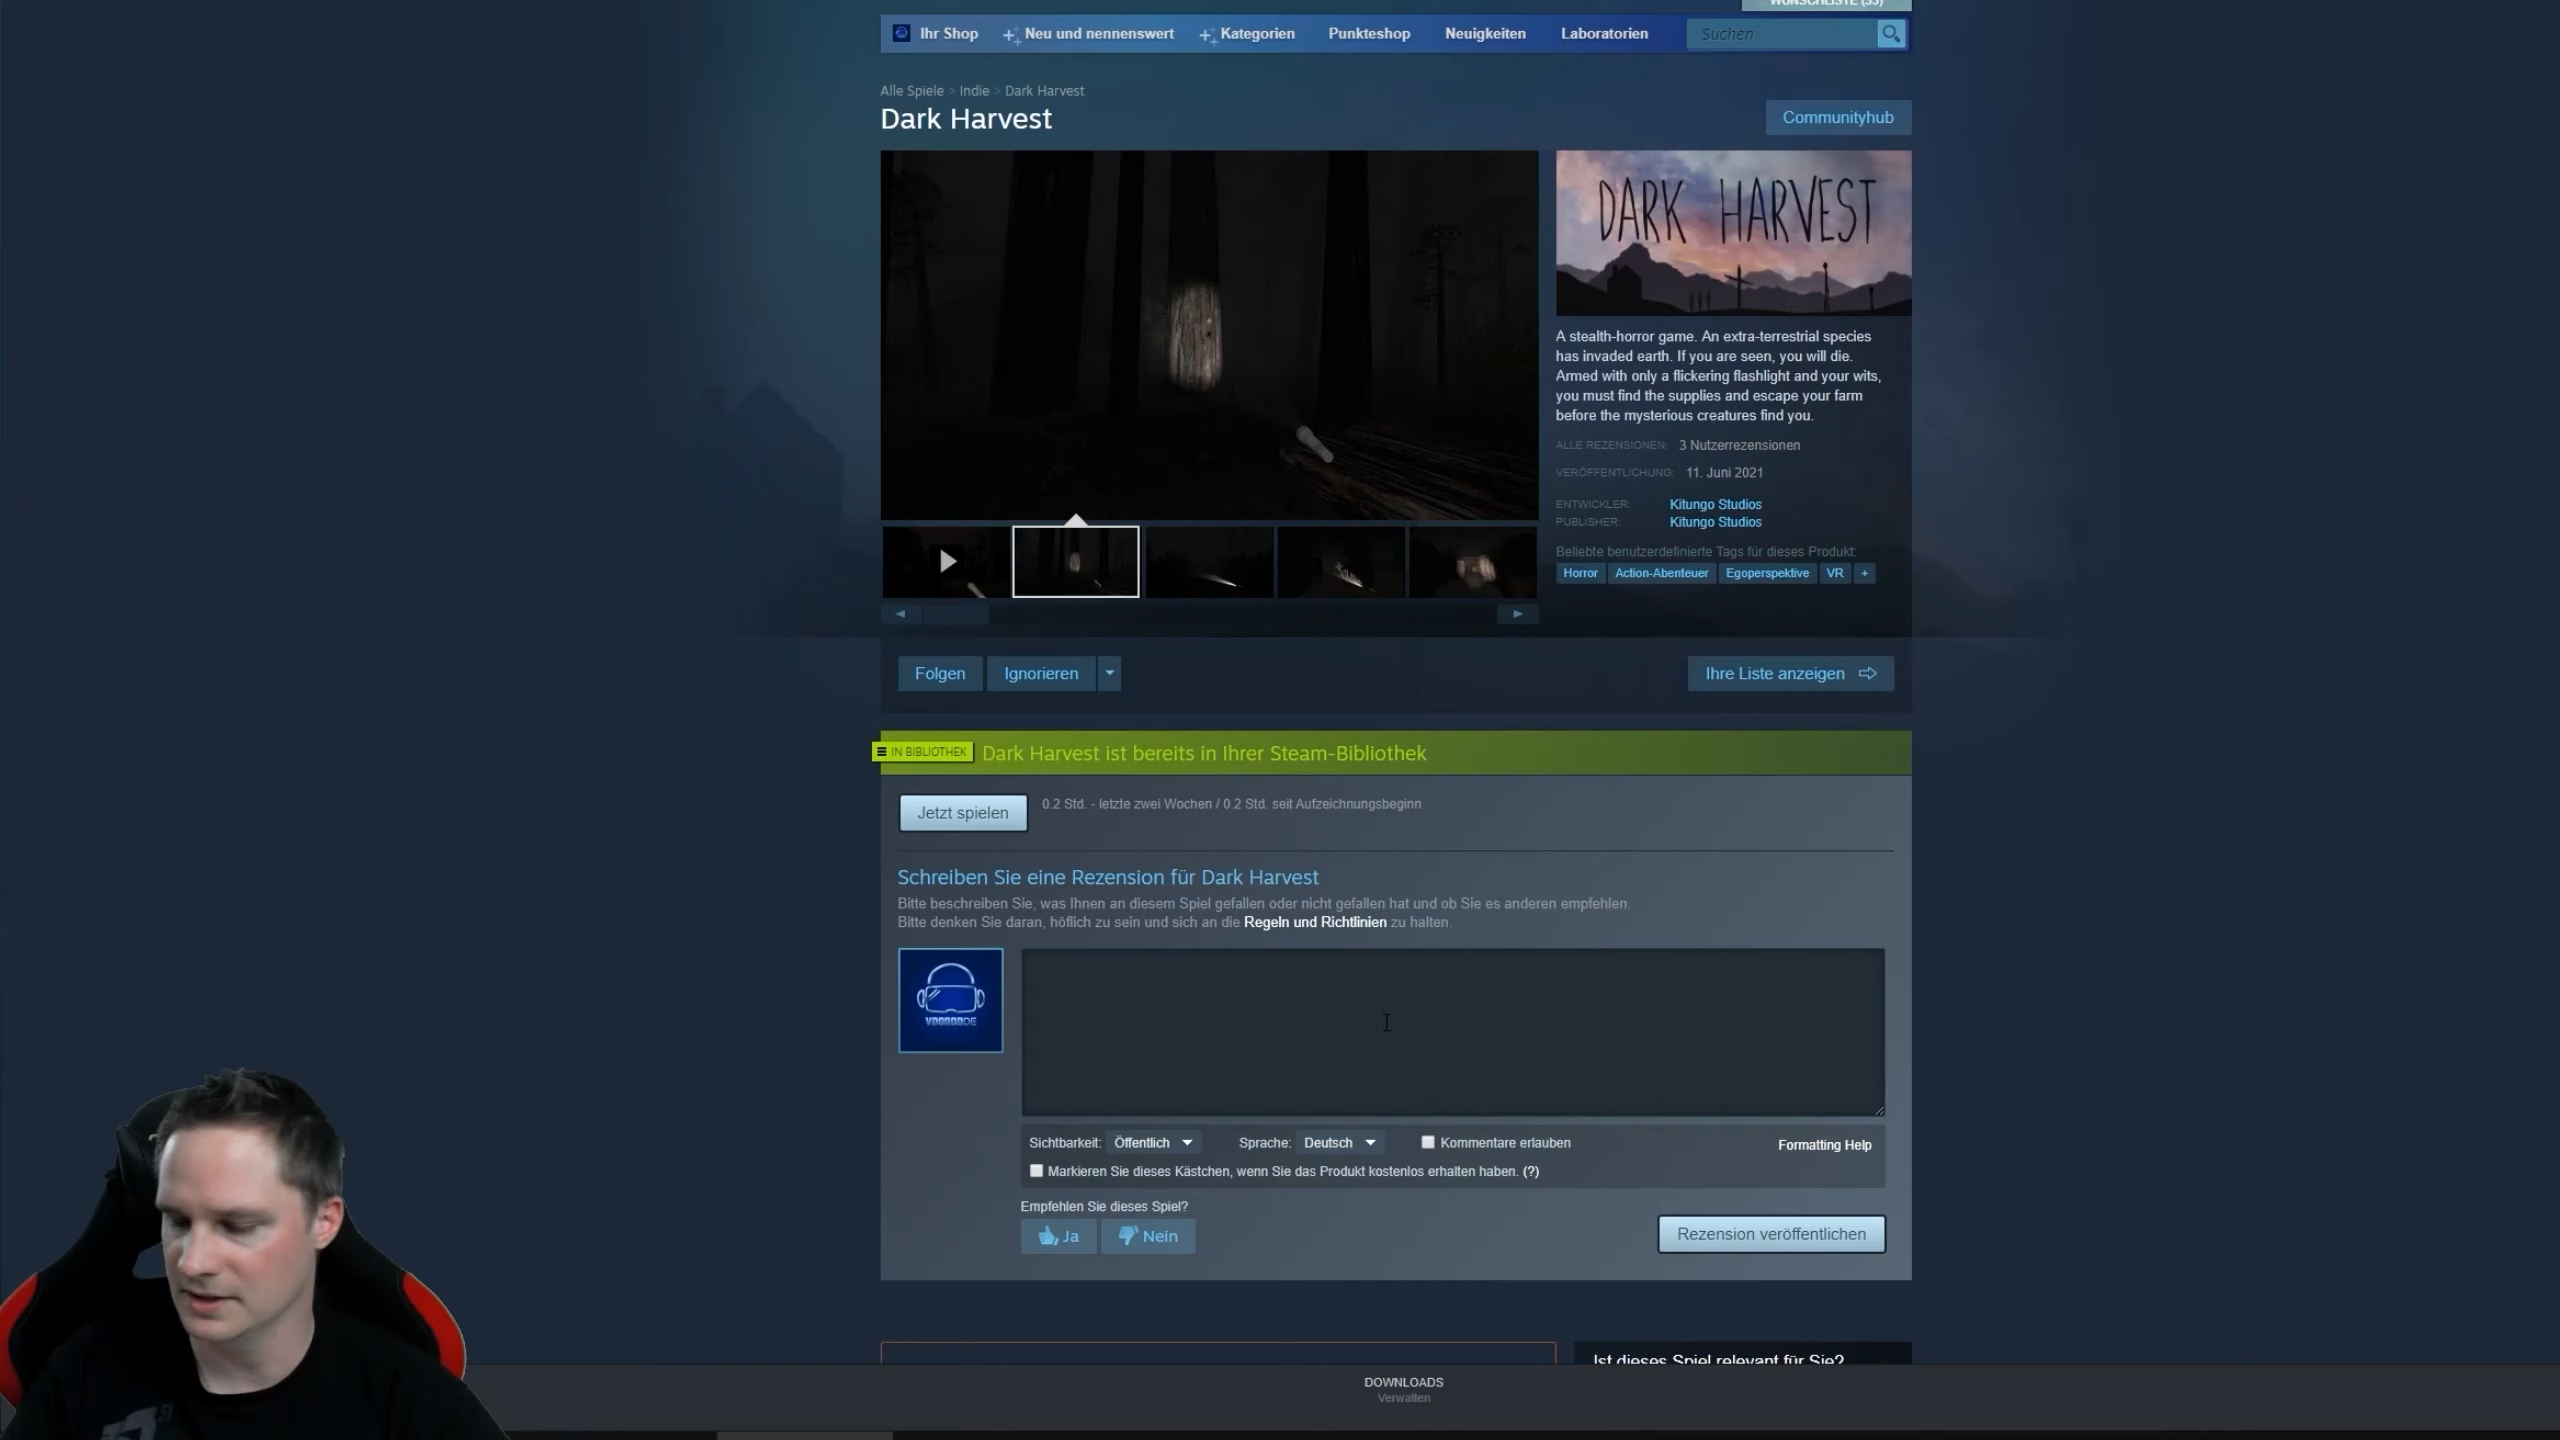 WUNSCHLISTE (33)
Ihr Shop
Neu und nennenswert
Kategorien
Punkteshop
Neuigkeiten
Laboratorien
Suchen
Alle Spiele > Indie > Dark Harvest
Dark Harvest
Communityhub
DARK HARVEST
A stealth-horror game. An extra-terrestrial species
has invaded earth. If you are seen, you will die.
Armed with only a flickering flashlight and your wits,
you must find the supplies and escape your farm
before the mysterious creatures find you.
ALLE REZENSIONEN: 3 Nutzerrezensionen
VERÖFFENTLICHUNG: 11. Juni 2021
ENTWICKLER: Kitungo Studios
PUBLISHER: Kitungo Studios
Beliebte benutzerdefinierte Tags für dieses Produkt:
Horror Action-Abenteuer Egoperspektive VR +
Folgen
Ignorieren
Ihre Liste anzeigen
IN BIBLIOTHEK
Dark Harvest ist bereits in Ihrer Steam-Bibliothek
Jetzt spielen
0.2 Std. - letzte zwei Wochen / 0.2 Std. seit Aufzeichnungsbeginn
Schreiben Sie eine Rezension für Dark Harvest
Bitte beschreiben Sie, was Ihnen an diesem Spiel gefallen oder nicht gefallen hat und ob Sie es anderen empfehlen.
Bitte denken Sie daran, höflich zu sein und sich an die Regeln und Richtlinien zu halten.
VOODOODE
Sichtbarkeit: Öffentlich
Sprache: Deutsch
Kommentare erlauben
Formatting Help
Markieren Sie dieses Kästchen, wenn Sie das Produkt kostenlos erhalten haben. (?)
Empfehlen Sie dieses Spiel?
Ja
Nein
Rezension veröffentlichen
Ist dieses Spiel relevant für Sie?
DOWNLOADS
Verwalten